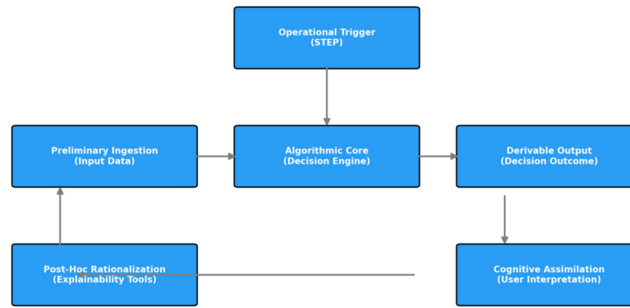 Operational Trigger
(STEP)
Preliminary Ingestion
(Input Data)
Algorithmic Core
(Decision Engine)
Derivable Output
(Decision Outcome)
Post-Hoc Rationalization
(Explainability Tools)
Cognitive Assimilation
(User Interpretation)